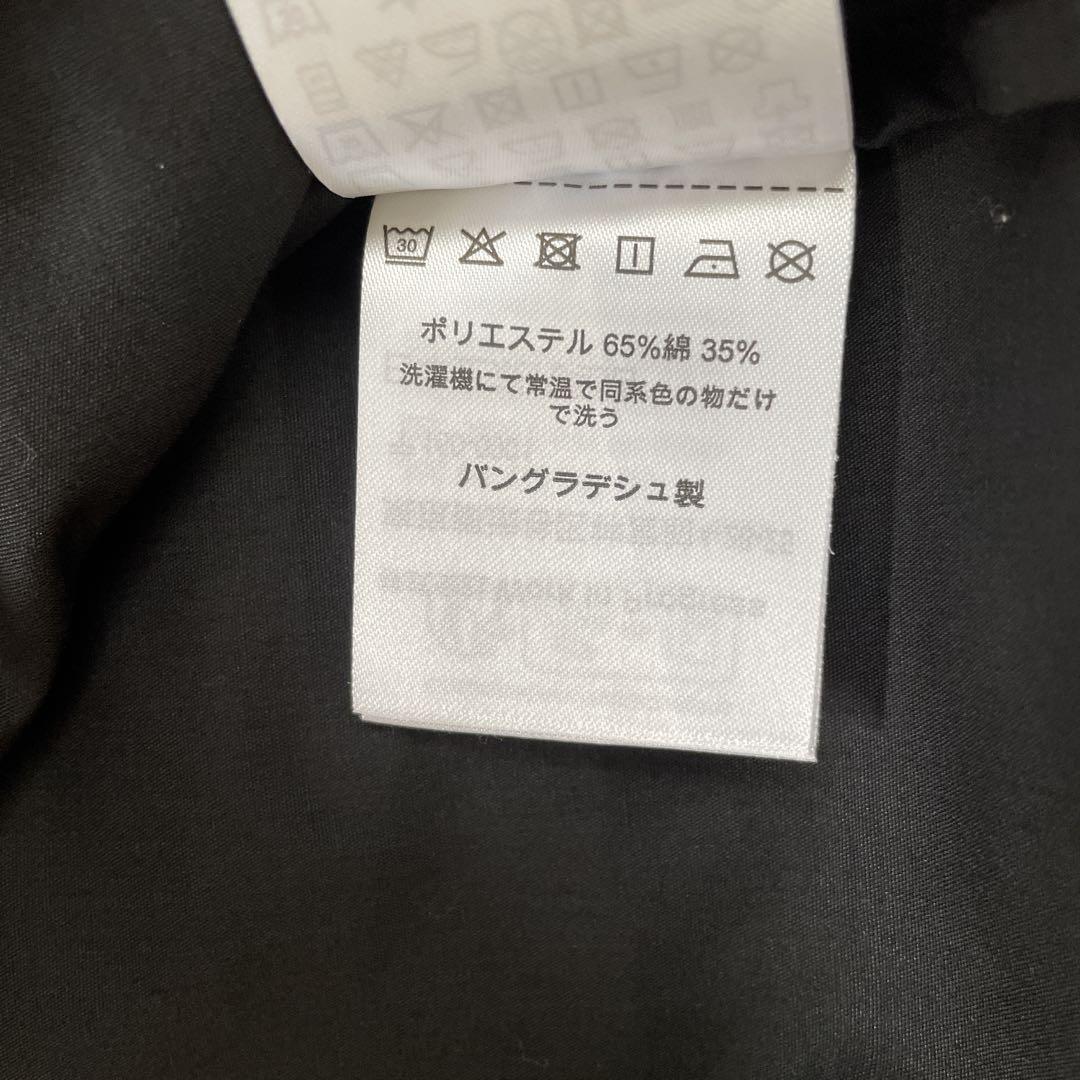 30
ポリエステル 65%綿 35%
洗濯機にて常温で同系色の物だけ
で洗う
バングラデシュ製